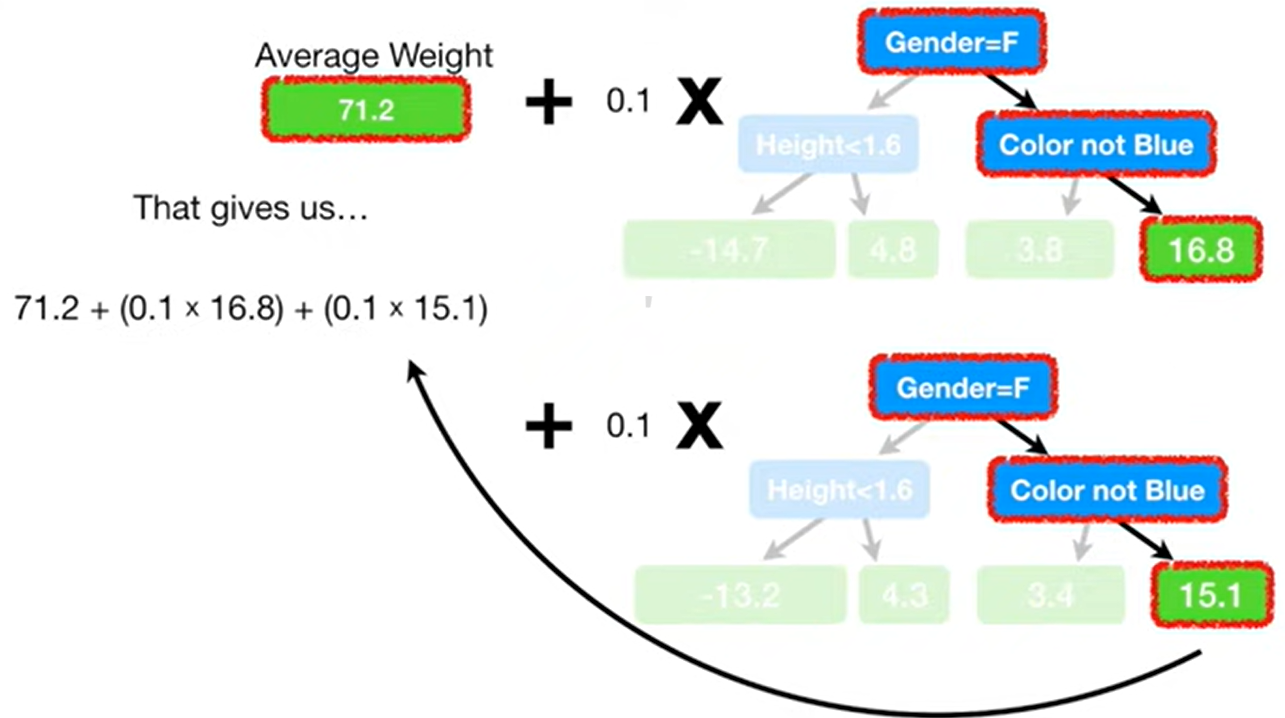 Average Weight
71.2
+ 0.1 X
Gender=F
Height<1.6
Color not Blue
-14.7
4.8
3.8
16.8
That gives us...
71.2 + (0.1 × 16.8) + (0.1 × 15.1)
+ 0.1 X
Gender=F
Height<1.6
Color not Blue
-13.2
4.3
3.4
15.1